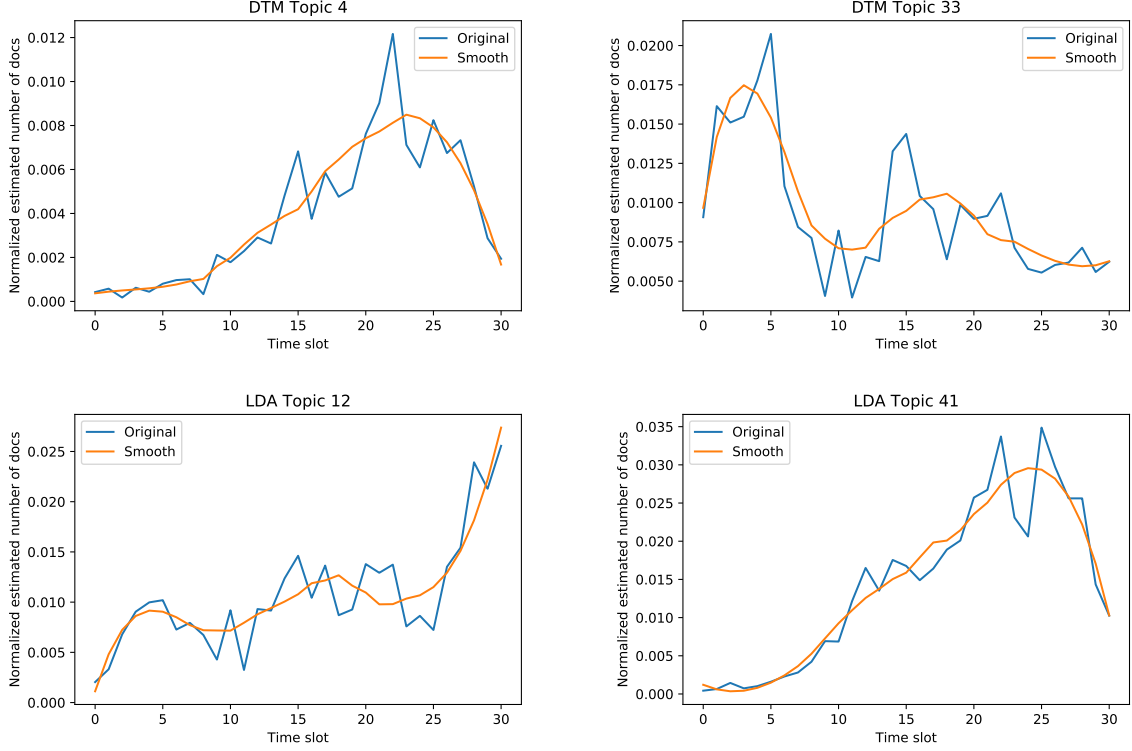 DTM Topic 4
Normalized estimated number of docs
0.012
0.010
0.008
0.006
0.004
0.002
0.000
Original
Smooth
0 5 10 15 20 25 30
Time slot
DTM Topic 33
Normalized estimated number of docs
0.0200
0.0175
0.0150
0.0125
0.0100
0.0075
0.0050
Original
Smooth
0 5 10 15 20 25 30
Time slot
LDA Topic 12
Normalized estimated number of docs
0.025
0.020
0.015
0.010
0.005
0.000
Original
Smooth
0 5 10 15 20 25 30
Time slot
LDA Topic 41
Normalized estimated number of docs
0.035
0.030
0.025
0.020
0.015
0.010
0.005
0.000
Original
Smooth
0 5 10 15 20 25 30
Time slot